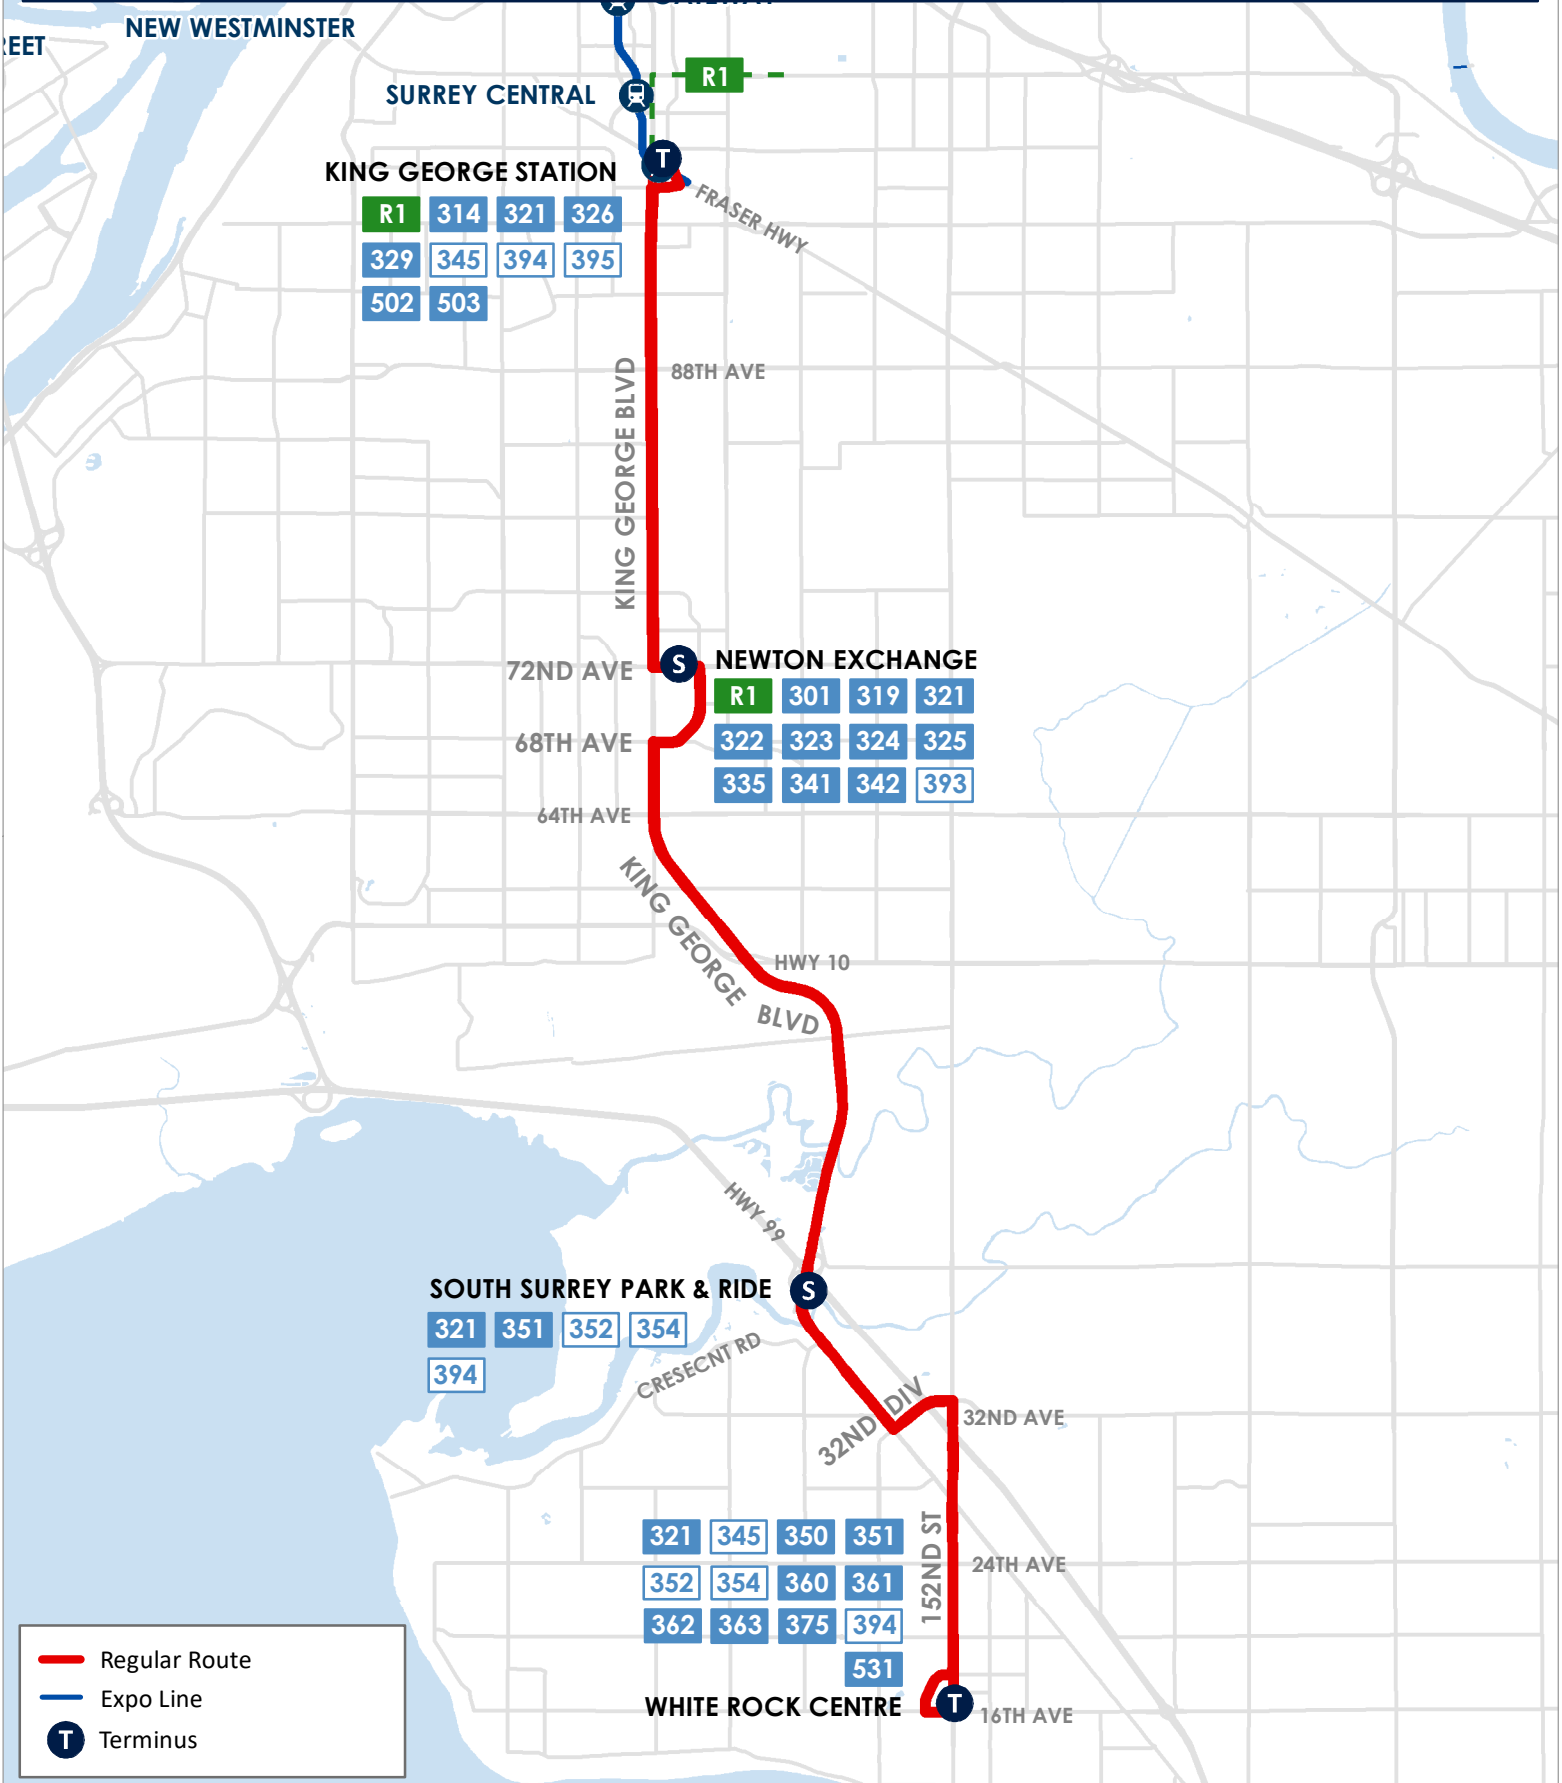 NEW WESTMINSTER
SURREY CENTRAL
R1
T
KING GEORGE STATION
R1 314 321 326
329 345 394 395
502 503
FRASER HWY
88TH AVE
KING GEORGE BLVD
72ND AVE
S
NEWTON EXCHANGE
R1 301 319 321
322 323 324 325
335 341 342 393
68TH AVE
64TH AVE
KING GEORGE BLVD
HWY 10
HWY 99
SOUTH SURREY PARK & RIDE
S
321 351 352 354
394
CRESECNT RD
32ND DIV
32ND AVE
152ND ST
24TH AVE
321 345 350 351
352 354 360 361
362 363 375 394
531
WHITE ROCK CENTRE
T
16TH AVE
Regular Route
Expo Line
T Terminus